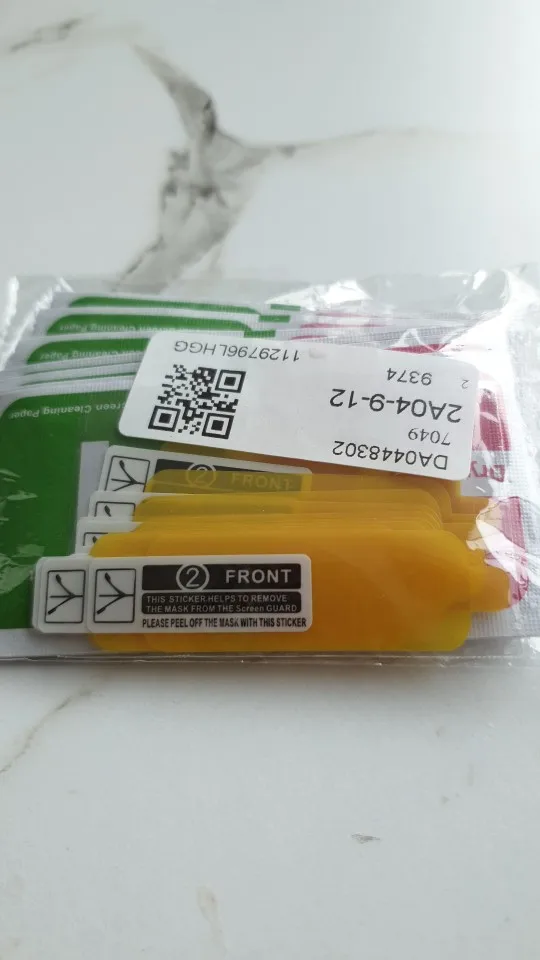 Screen Cleaning Paper
1129796LHGG
2 9374
2A04-9-12
7049
DA0448302
2 FRONT
2 FRONT
THIS STICKER HELPS TO REMOVE
THE MASK FROM THE Screen GUARD
PLEASE PEEL OFF THE MASK WITH THIS STICKER